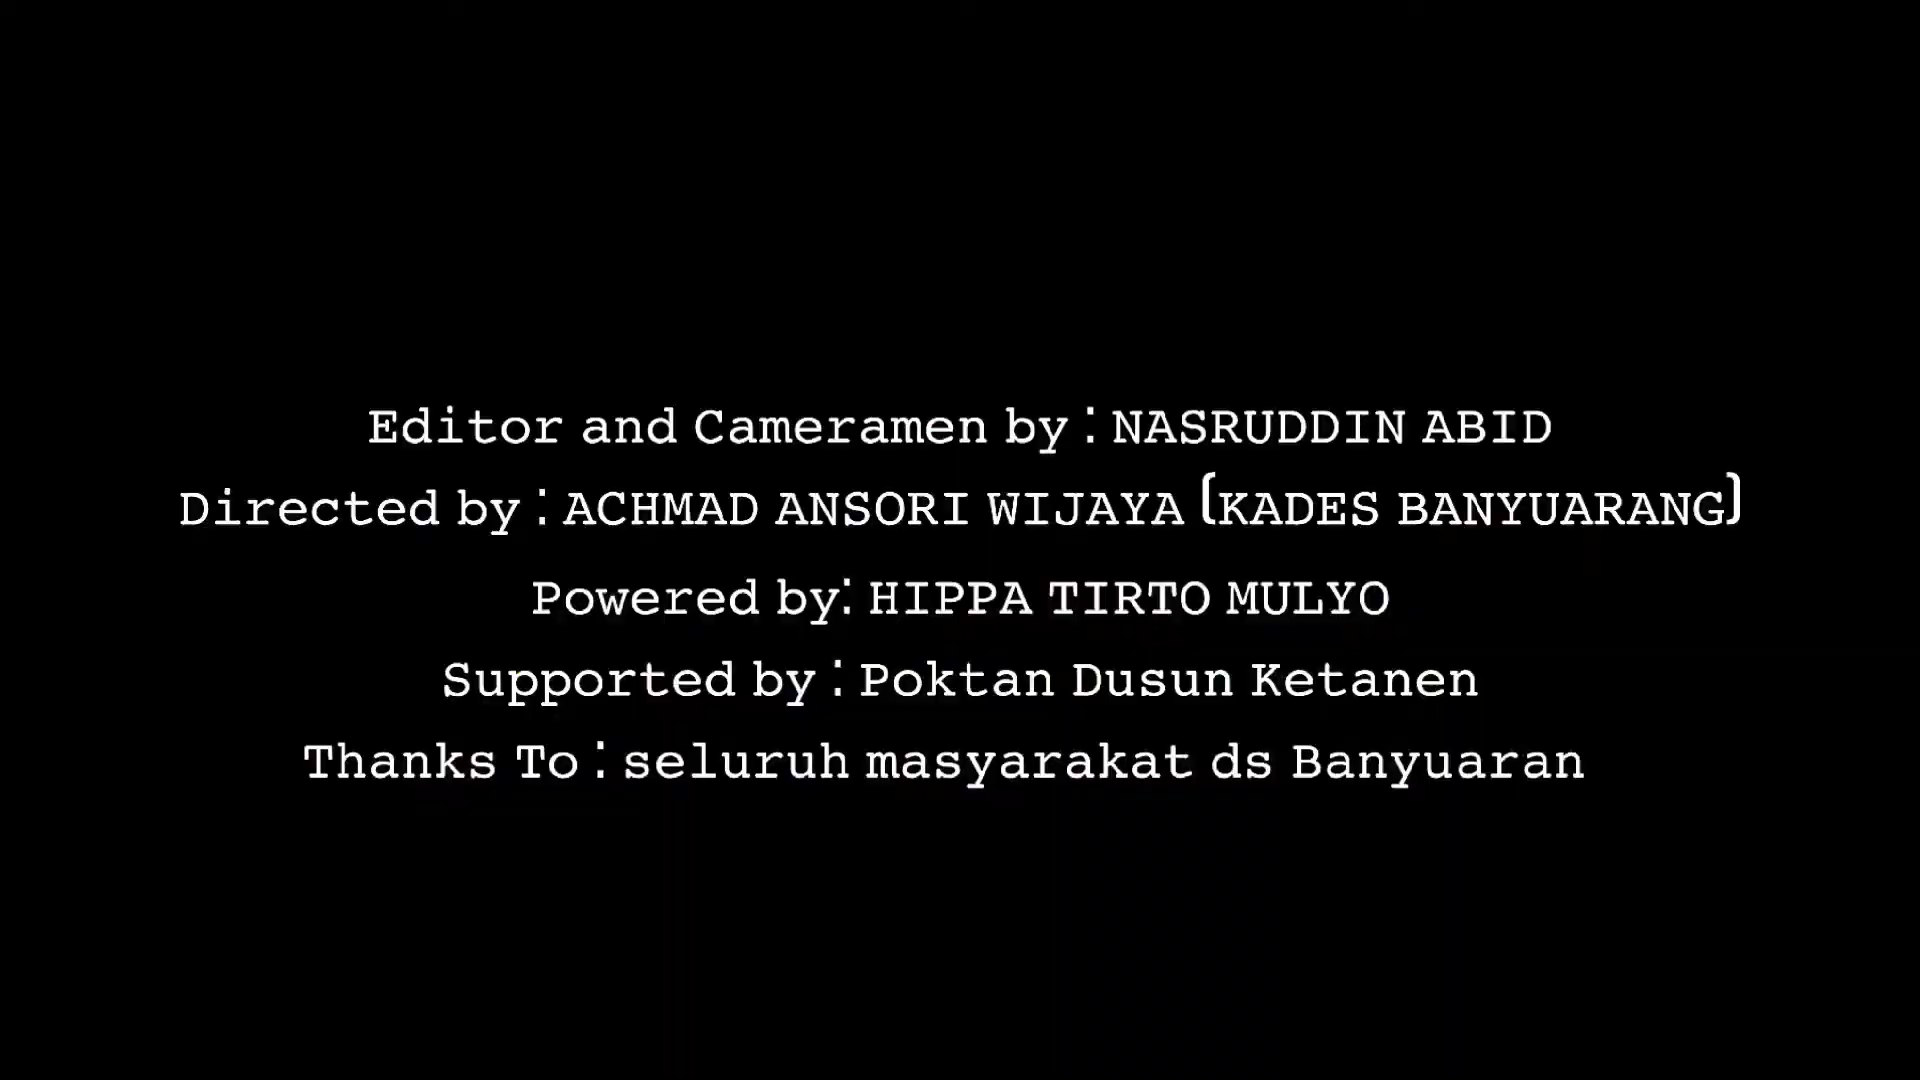 Editor and Cameramen by : NASRUDDIN ABID
Directed by : ACHMAD ANSORI WIJAYA (KADES BANYUARANG)
Powered by: HIPPA TIRTO MULYO
Supported by : Poktan Dusun Ketanen
Thanks To : seluruh masyarakat ds Banyuaran